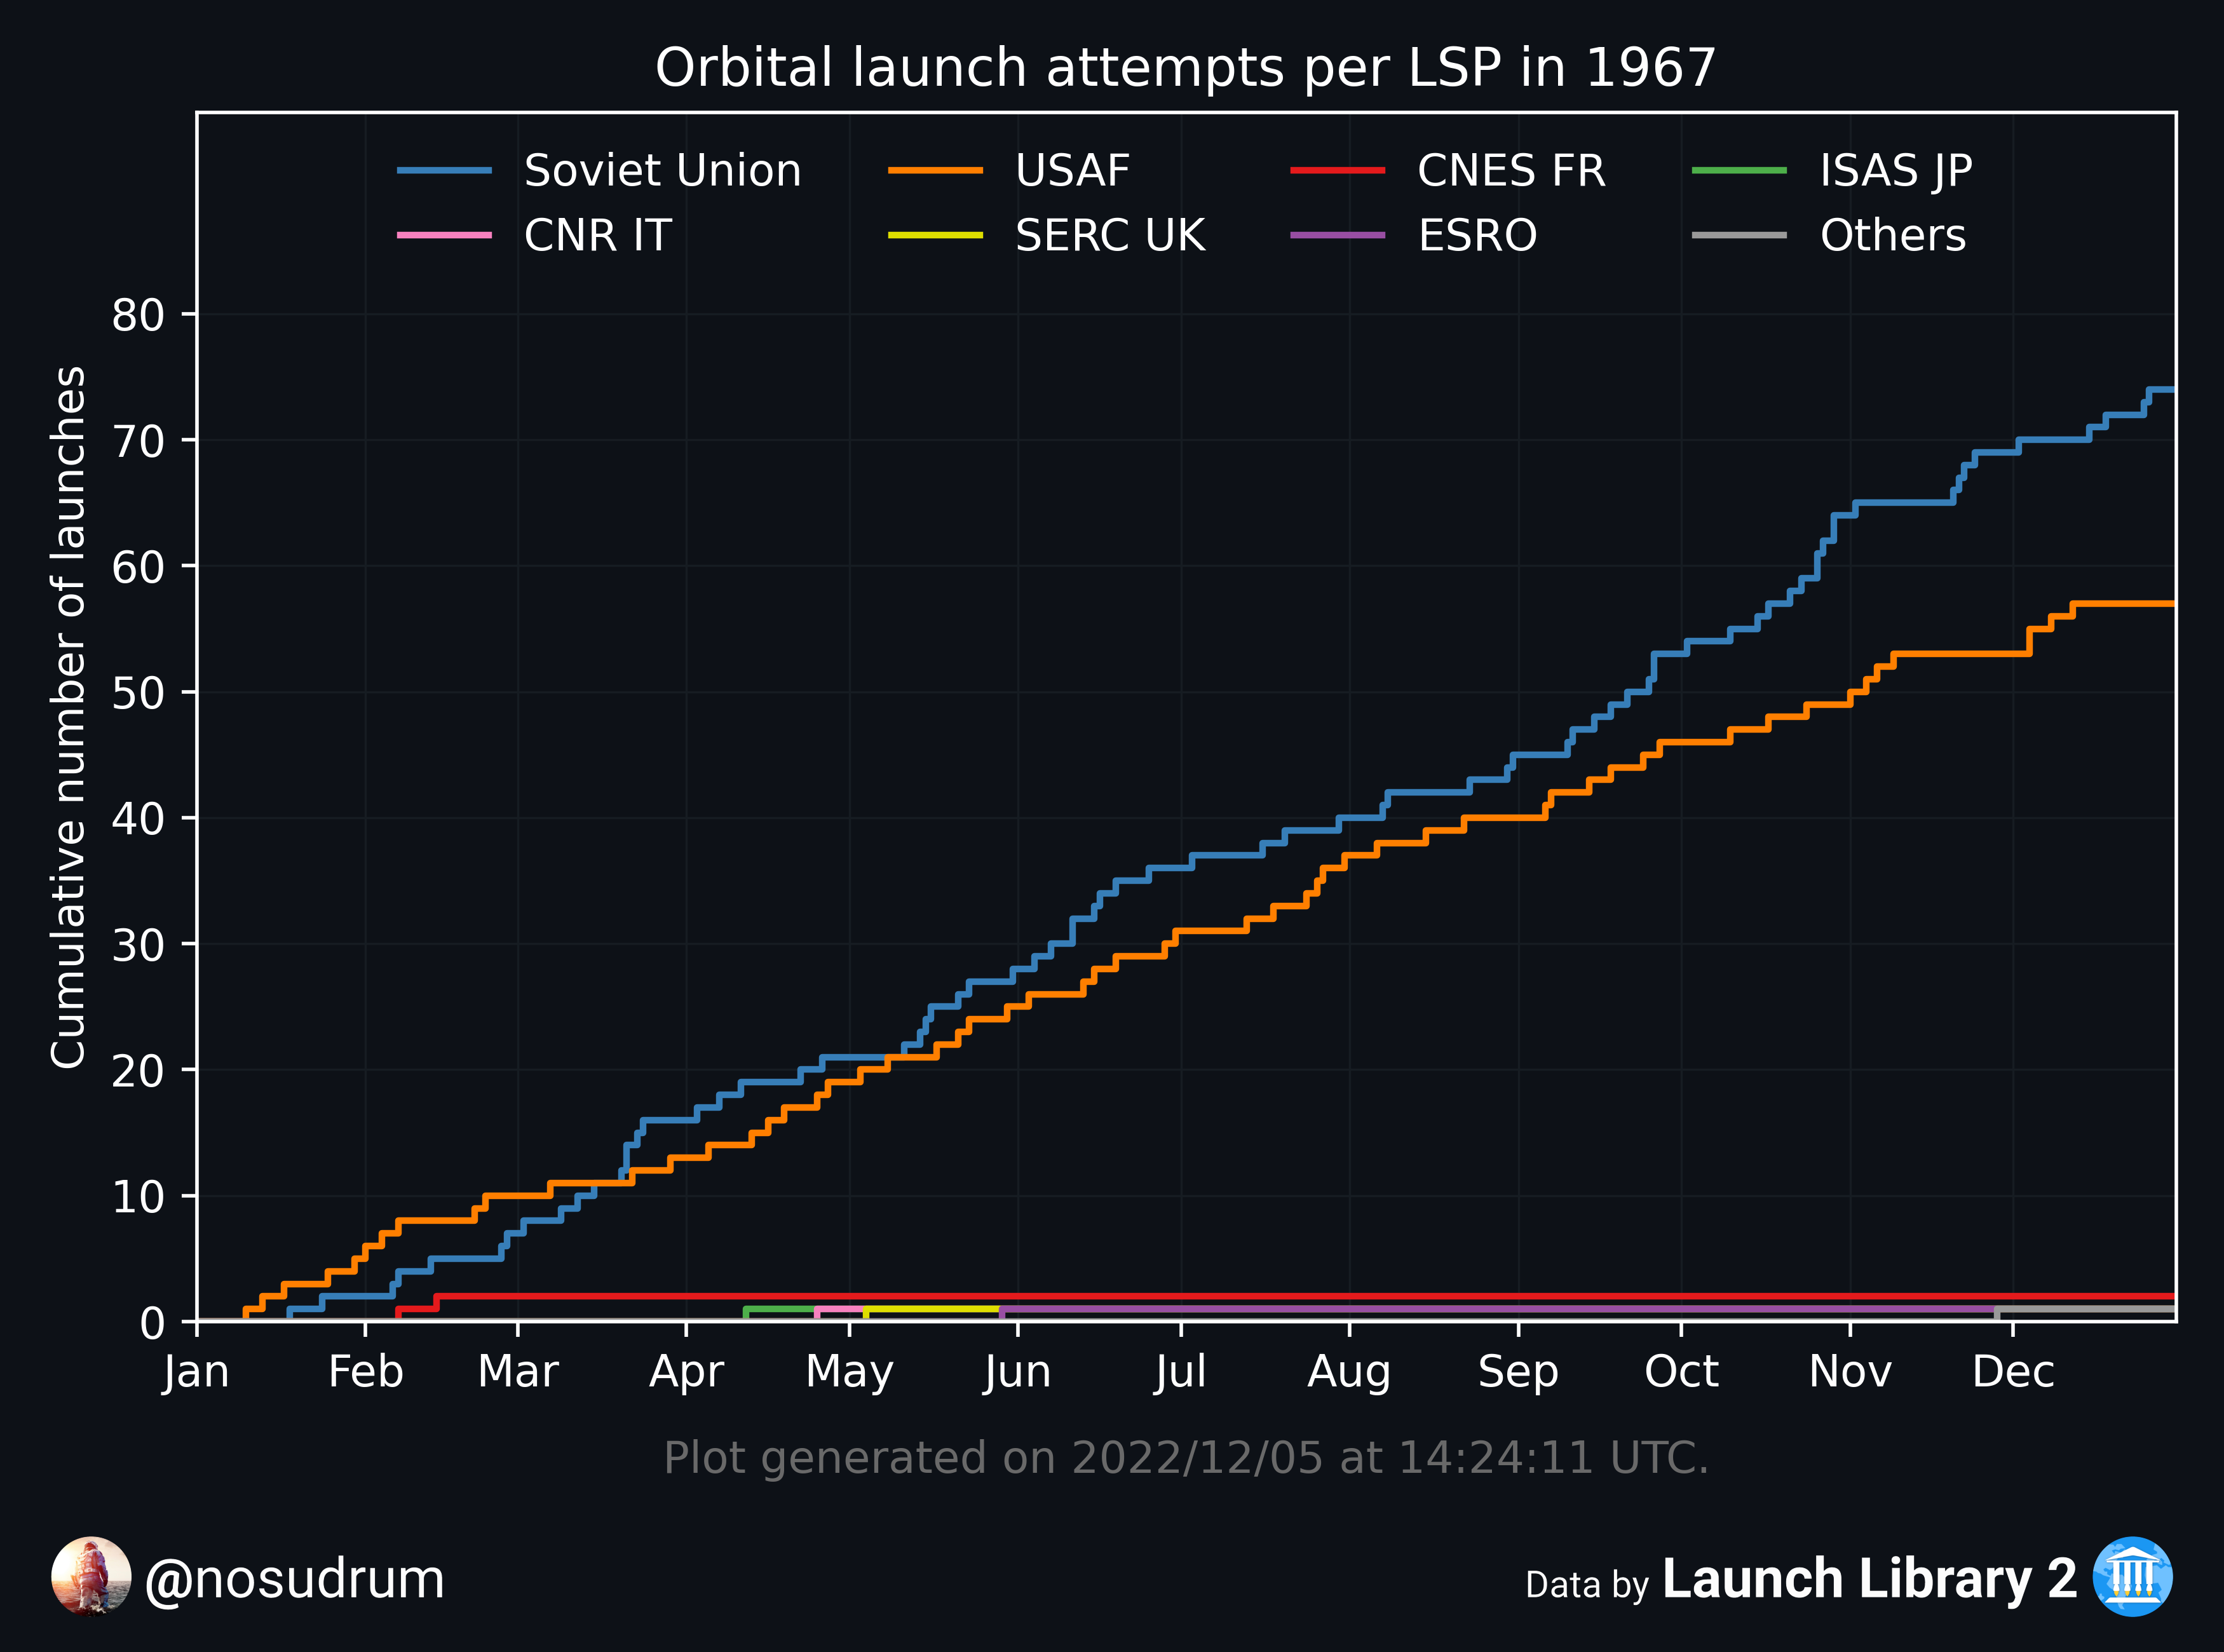 Orbital launch attempts per LSP in 1967
Soviet Union USAF CNES FR ISAS JP
CNR IT SERC UK ESRO Others
Cumulative number of launches
80
70
60
50
40
30
20
10
0
Jan Feb Mar Apr May Jun Jul Aug Sep Oct Nov Dec
Plot generated on 2022/12/05 at 14:24:11 UTC.
@nosudrum
Data by Launch Library 2